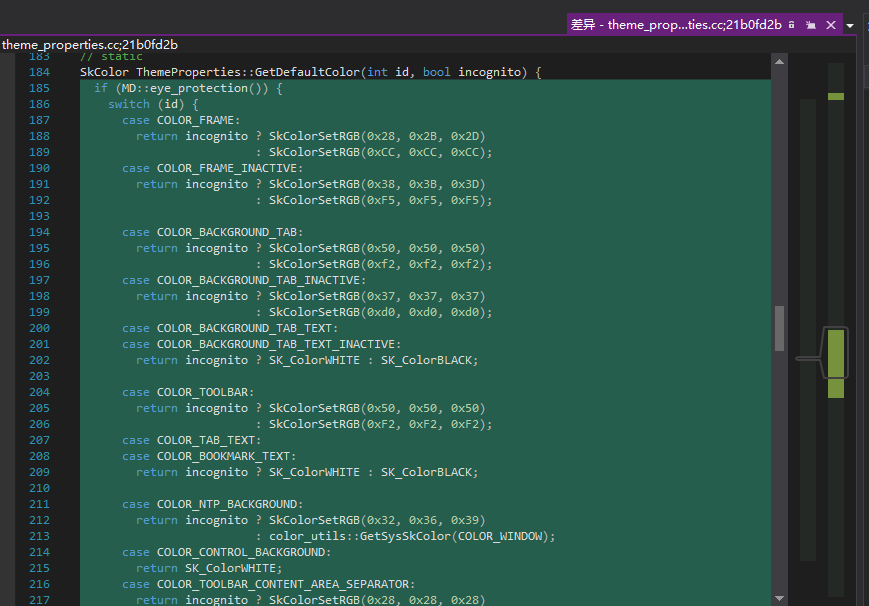 差异 - theme_prop...ties.cc;21b0fd2b
theme_properties.cc;21b0fd2b
183 // static
184 SkColor ThemeProperties::GetDefaultColor(int id, bool incognito) {
185 if (MD::eye_protection()) {
186 switch (id) {
187 case COLOR_FRAME:
188 return incognito ? SkColorSetRGB(0x28, 0x2B, 0x2D)
189 : SkColorSetRGB(0xCC, 0xCC, 0xCC);
190 case COLOR_FRAME_INACTIVE:
191 return incognito ? SkColorSetRGB(0x38, 0x3B, 0x3D)
192 : SkColorSetRGB(0xF5, 0xF5, 0xF5);
193
194 case COLOR_BACKGROUND_TAB:
195 return incognito ? SkColorSetRGB(0x50, 0x50, 0x50)
196 : SkColorSetRGB(0xf2, 0xf2, 0xf2);
197 case COLOR_BACKGROUND_TAB_INACTIVE:
198 return incognito ? SkColorSetRGB(0x37, 0x37, 0x37)
199 : SkColorSetRGB(0xd0, 0xd0, 0xd0);
200 case COLOR_BACKGROUND_TAB_TEXT:
201 case COLOR_BACKGROUND_TAB_TEXT_INACTIVE:
202 return incognito ? SK_ColorWHITE : SK_ColorBLACK;
203
204 case COLOR_TOOLBAR:
205 return incognito ? SkColorSetRGB(0x50, 0x50, 0x50)
206 : SkColorSetRGB(0xF2, 0xF2, 0xF2);
207 case COLOR_TAB_TEXT:
208 case COLOR_BOOKMARK_TEXT:
209 return incognito ? SK_ColorWHITE : SK_ColorBLACK;
210
211 case COLOR_NTP_BACKGROUND:
212 return incognito ? SkColorSetRGB(0x32, 0x36, 0x39)
213 : color_utils::GetSysSkColor(COLOR_WINDOW);
214 case COLOR_CONTROL_BACKGROUND:
215 return SK_ColorWHITE;
216 case COLOR_TOOLBAR_CONTENT_AREA_SEPARATOR:
217 return incognito ? SkColorSetRGB(0x28, 0x28, 0x28)